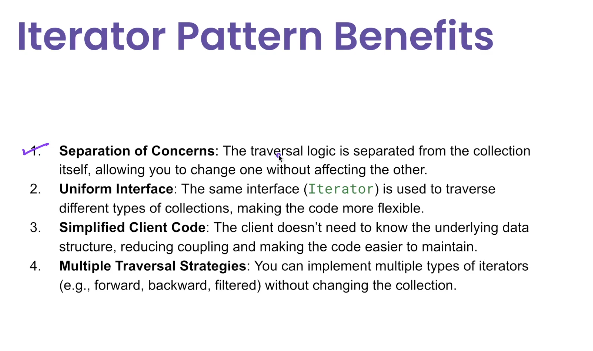 Iterator Pattern Benefits
1. Separation of Concerns: The traversal logic is separated from the collection
itself, allowing you to change one without affecting the other.
2. Uniform Interface: The same interface (Iterator) is used to traverse
different types of collections, making the code more flexible.
3. Simplified Client Code: The client doesn’t need to know the underlying data
structure, reducing coupling and making the code easier to maintain.
4. Multiple Traversal Strategies: You can implement multiple types of iterators
(e.g., forward, backward, filtered) without changing the collection.